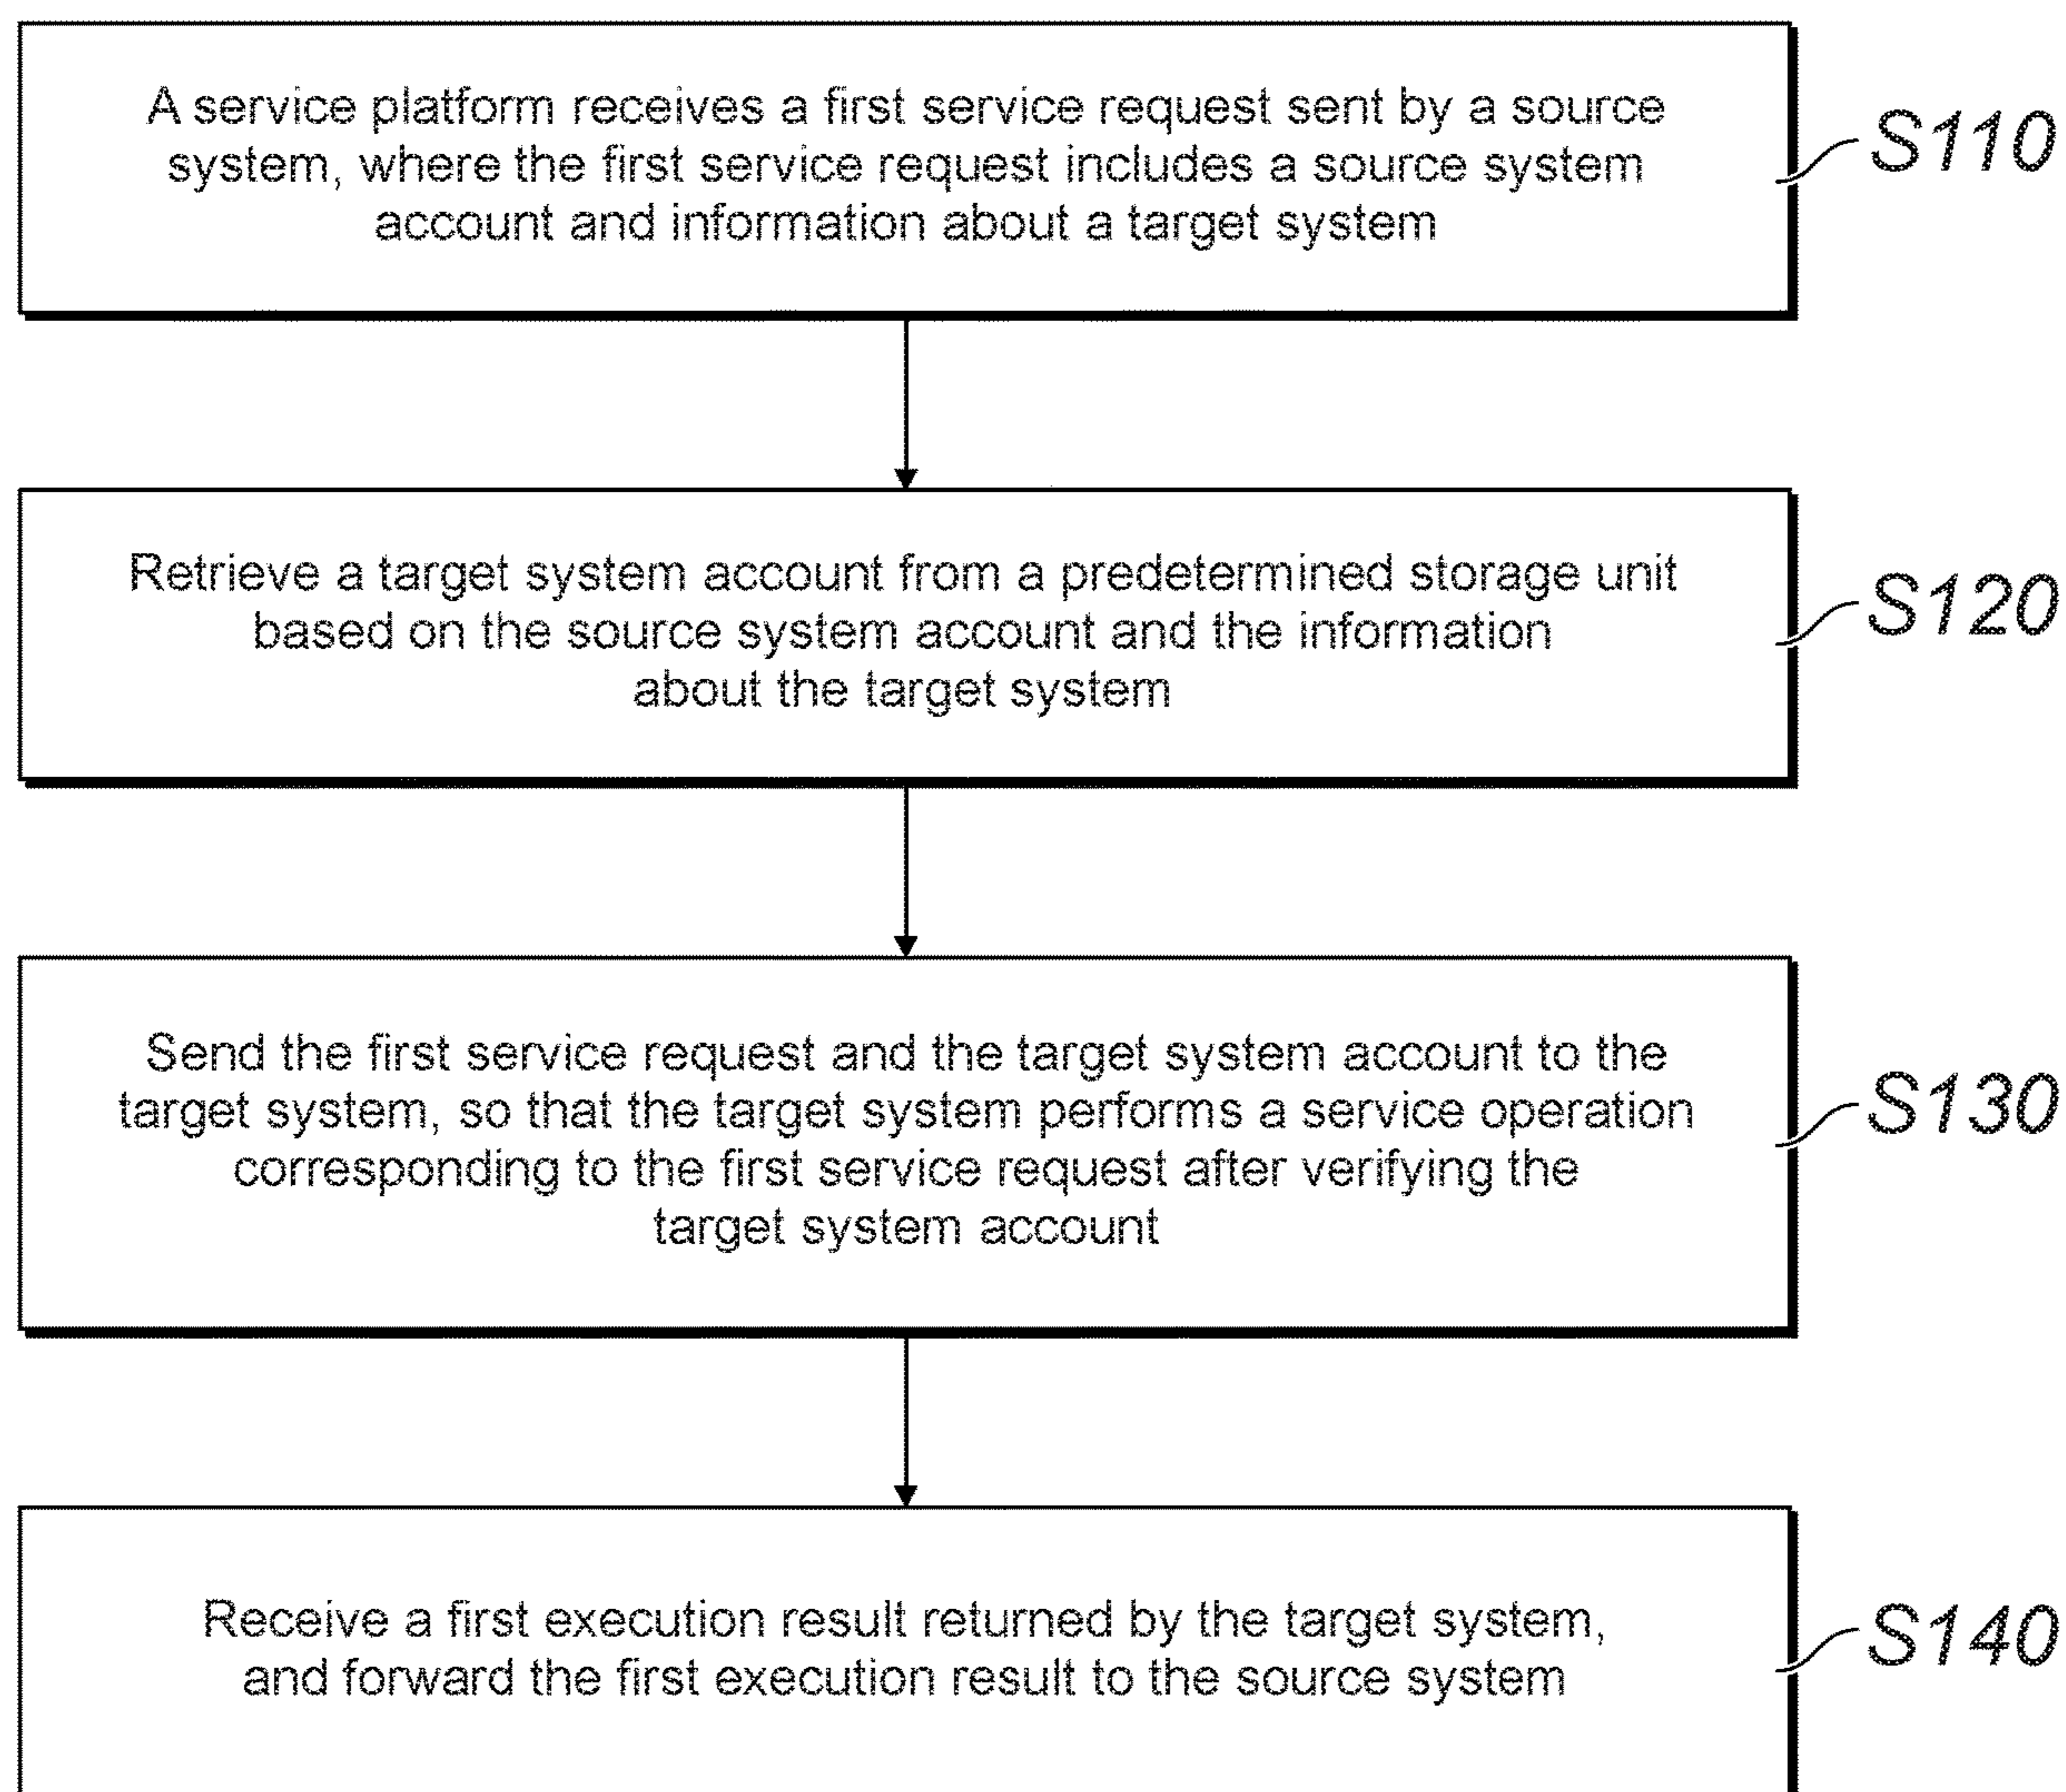 A service platform receives a first service request sent by a source
system, where the first service request includes a source system
account and information about a target system
S110
Retrieve a target system account from a predetermined storage unit
based on the source system account and the information
about the target system
S120
Send the first service request and the target system account to the
target system, so that the target system performs a service operation
corresponding to the first service request after verifying the
target system account
S130
Receive a first execution result returned by the target system,
and forward the first execution result to the source system
S140